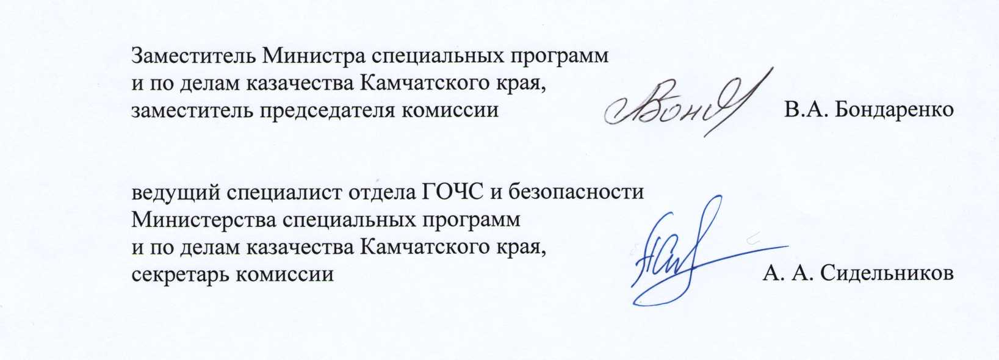 Заместитель Министра специальных программ
и по делам казачества Камчатского края,
заместитель председателя комиссии В.А. Бондаренко
ведущий специалист отдела ГОЧС и безопасности
Министерства специальных программ
и по делам казачества Камчатского края,
секретарь комиссии А. А. Сидельников